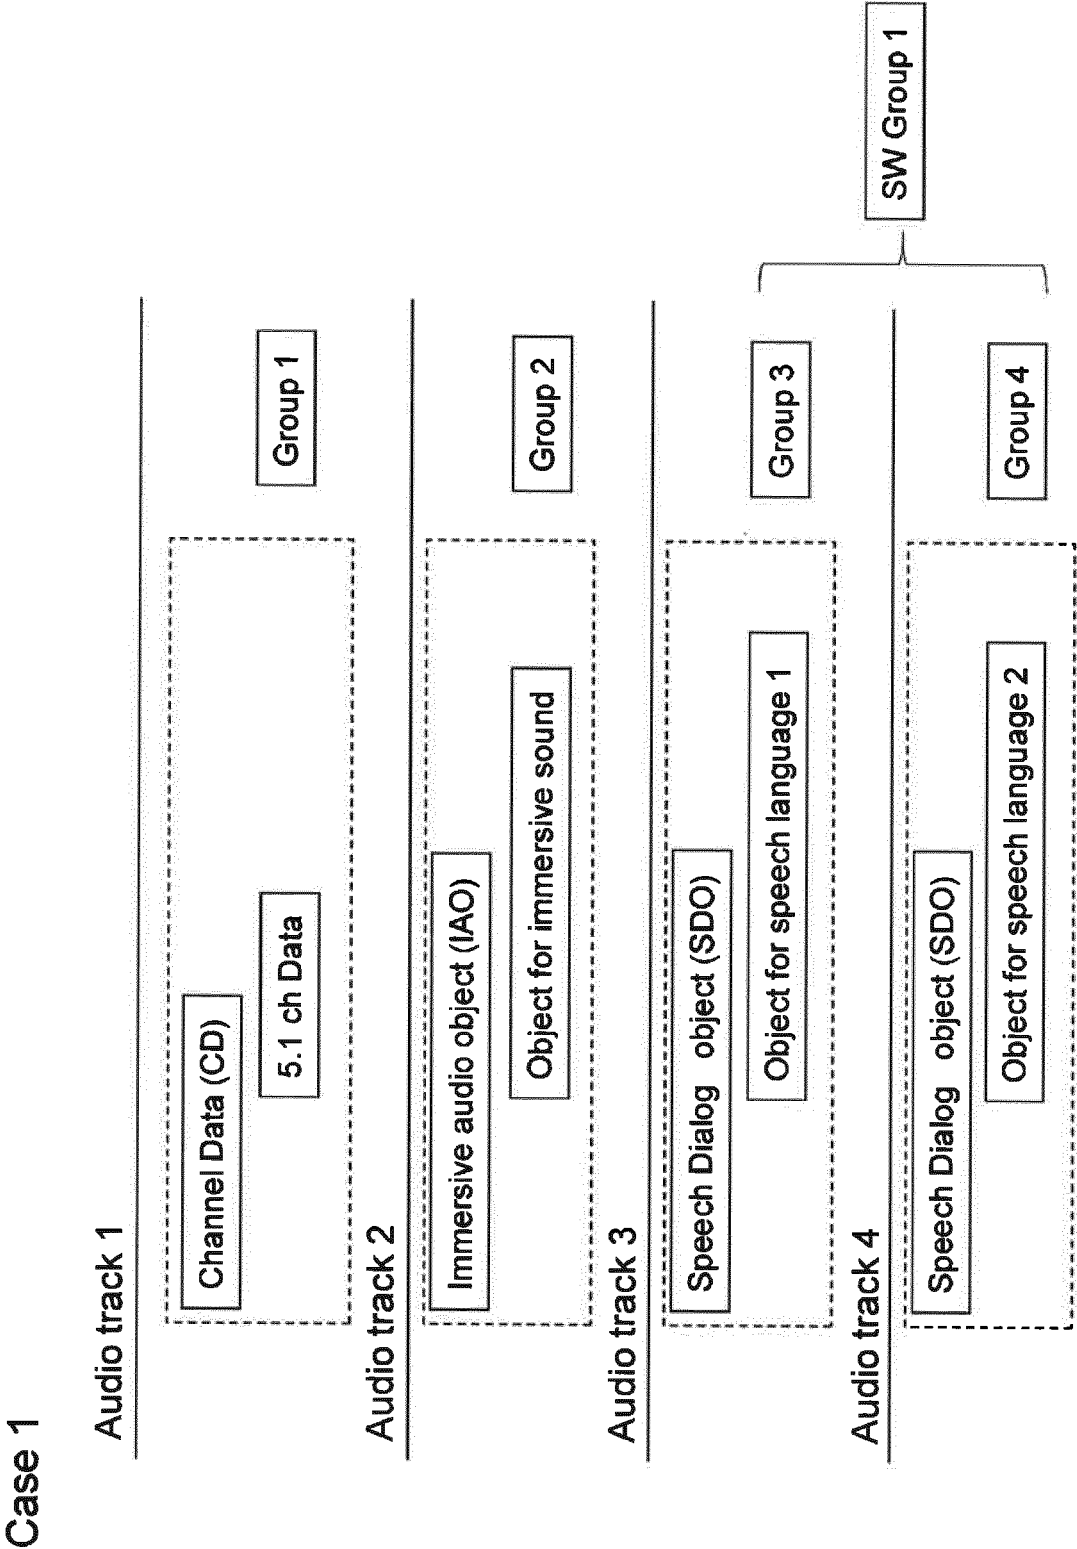 Case 1
Audio track 1
Channel Data (CD)
5.1 ch Data
Group 1
Audio track 2
Immersive audio object (IAO)
Object for immersive sound
Group 2
Audio track 3
Speech Dialog object (SDO)
Object for speech language 1
Group 3
Audio track 4
Speech Dialog object (SDO)
Object for speech language 2
Group 4
SW Group 1